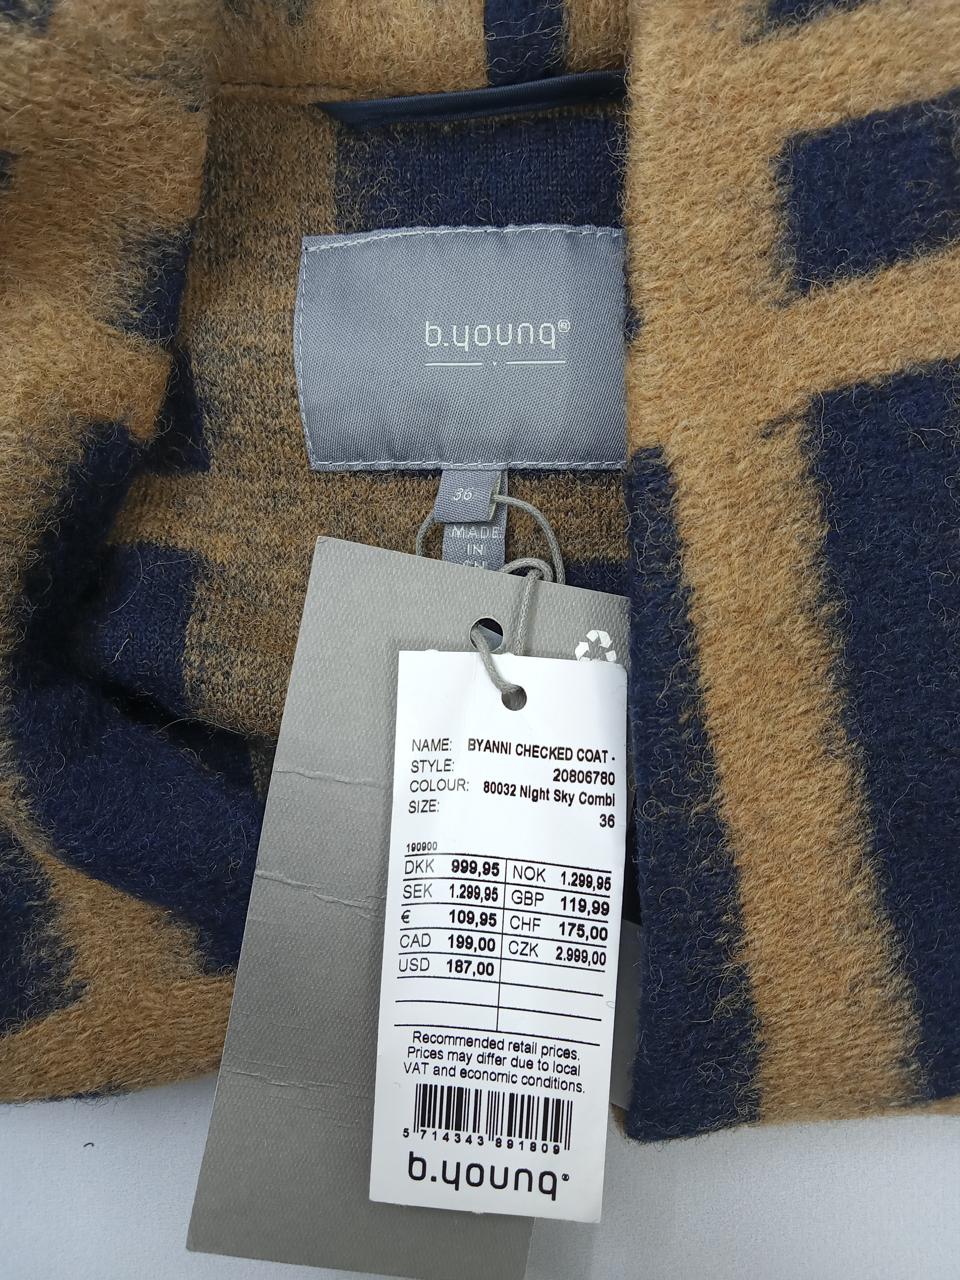 b.young®
36
MADE
IN
NAME: BYANNI CHECKED COAT -
STYLE: 20806780
COLOUR: 80032 Night Sky Combi
SIZE: 36
190900
DKK 999,95 NOK 1.299,95
SEK 1.299,95 GBP 119,99
€ 109,95 CHF 175,00
CAD 199,00 CZK 2.999,00
USD 187,00
Recommended retail prices.
Prices may differ due to local
VAT and economic conditions.
5 714343 891809
b.young®